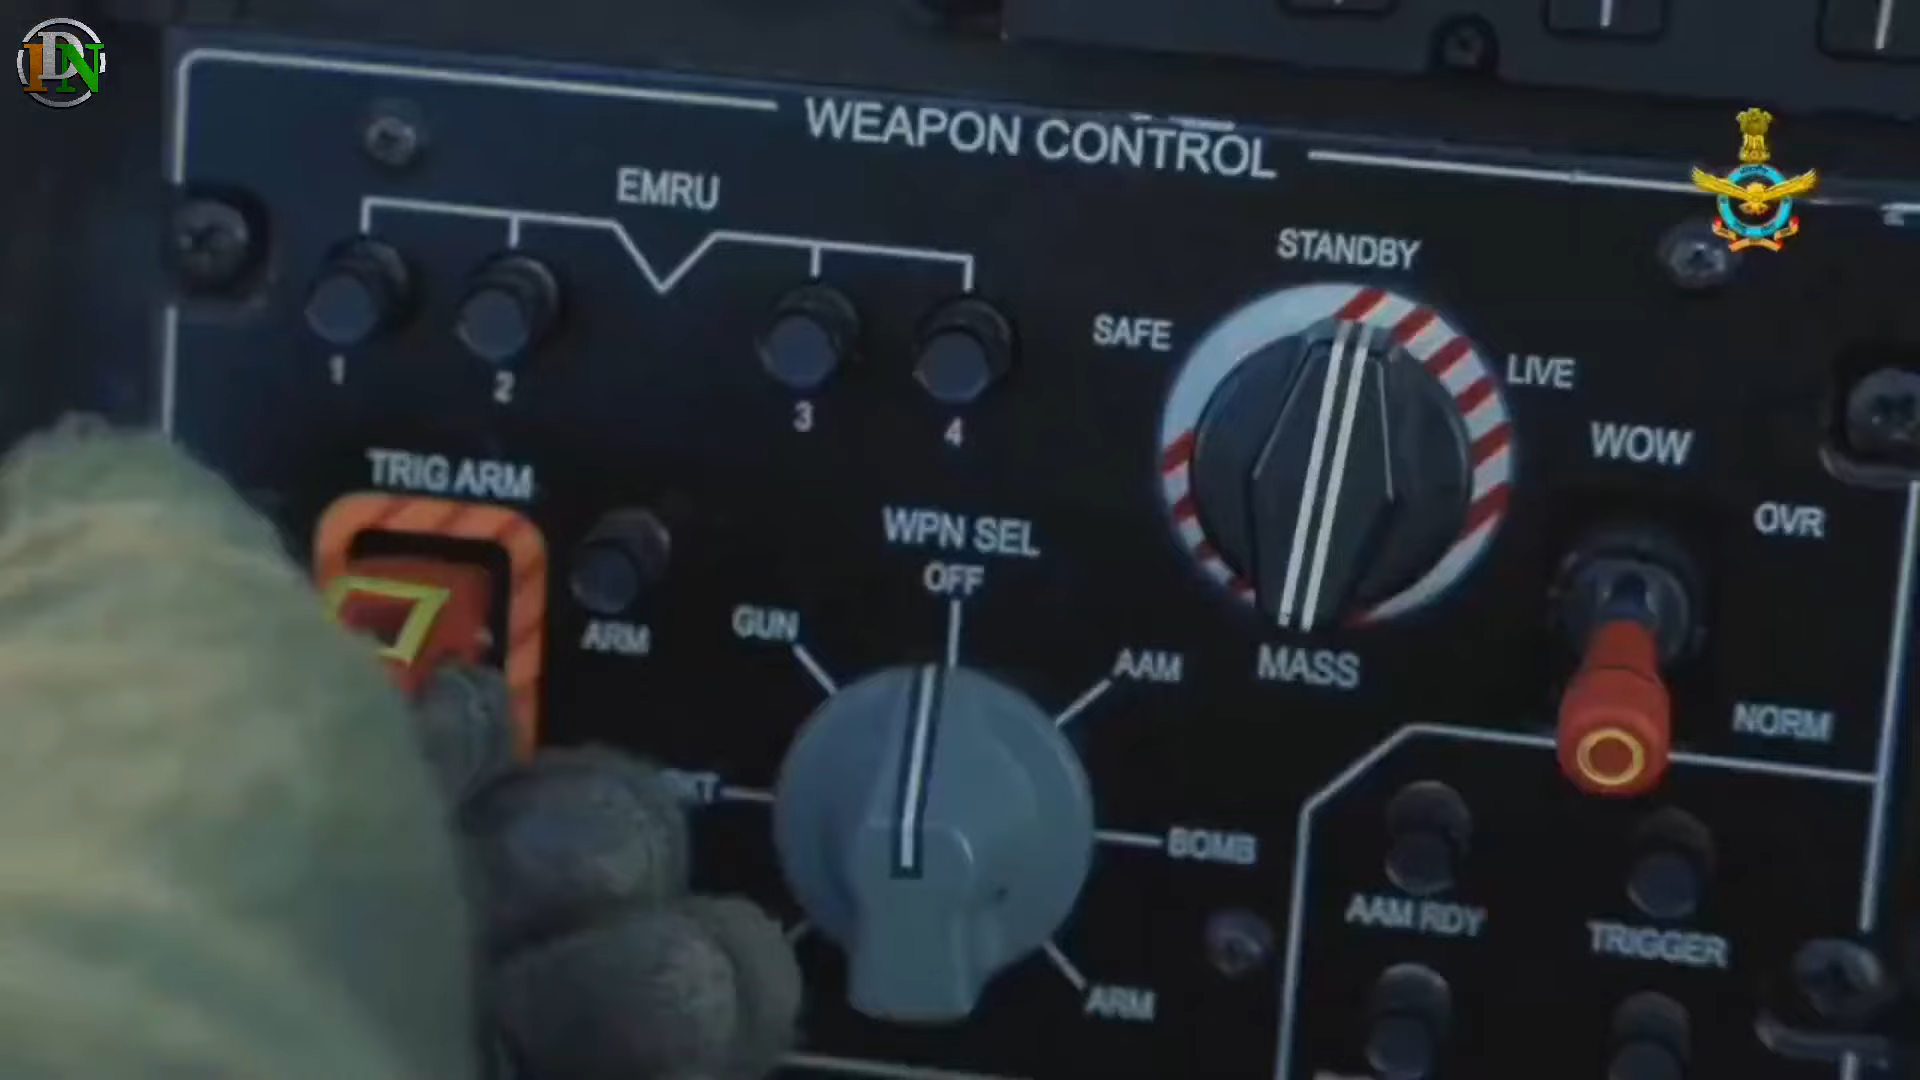 IDN
WEAPON CONTROL
EMRU
1
2
3
4
STANDBY
SAFE
LIVE
MASS
WOW
OVR
NORM
TRIG ARM
ARM
WPN SEL
OFF
GUN
AAM
BOMB
ARM
AAM RDY
TRIGGER